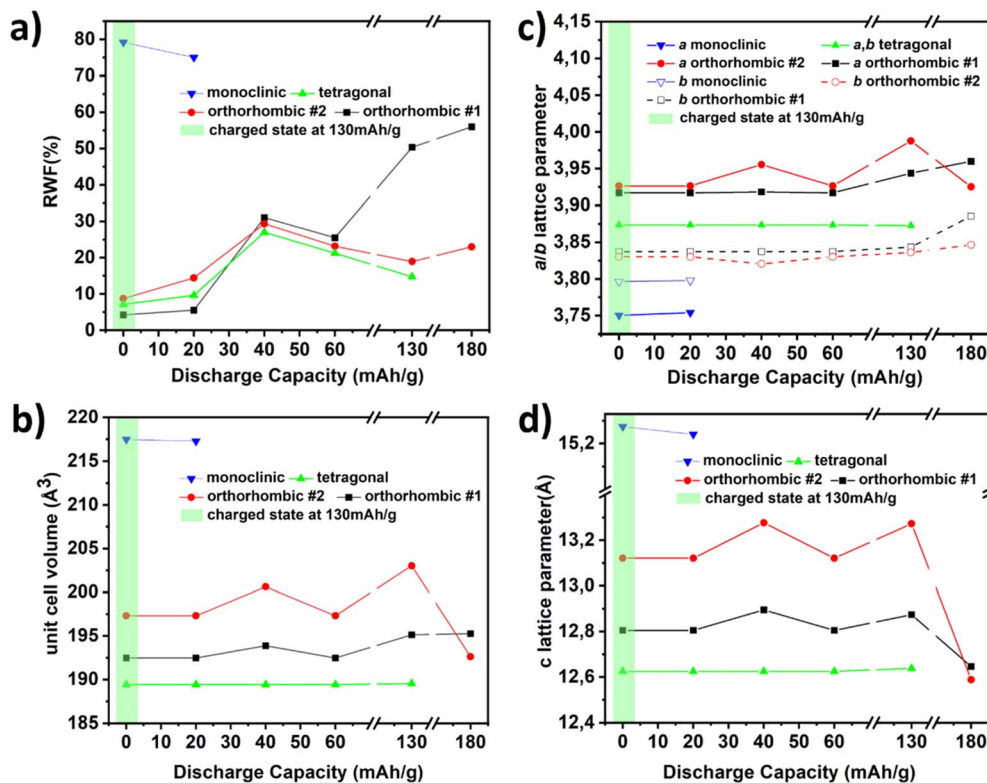 a)
80
70
60
50
40
30
20
10
0
RWF(%)
monoclinic tetragonal
orthorhombic #2 orthorhombic #1
charged state at 130mAh/g
0 10 20 30 40 50 60 130 180
Discharge Capacity (mAh/g)
c)
4,15
4,10
4,05
4,00
3,95
3,90
3,85
3,80
3,75
a/b lattice parameter
a monoclinic a,b tetragonal
a orthorhombic #2 a orthorhombic #1
b monoclinic b orthorhombic #2
b orthorhombic #1
charged state at 130mAh/g
0 10 20 30 40 50 60 130 180
Discharge Capacity (mAh/g)
b)
220
215
210
205
200
195
190
185
unit cell volume (Å3)
monoclinic tetragonal
orthorhombic #2 orthorhombic #1
charged state at 130mAh/g
0 10 20 30 40 50 60 130 180
Discharge Capacity (mAh/g)
d)
15,2
13,2
13,0
12,8
12,6
12,4
c lattice parameter(Å)
monoclinic tetragonal
orthorhombic #2 orthorhombic #1
charged state at 130mAh/g
0 10 20 30 40 50 60 130 180
Discharge Capacity (mAh/g)